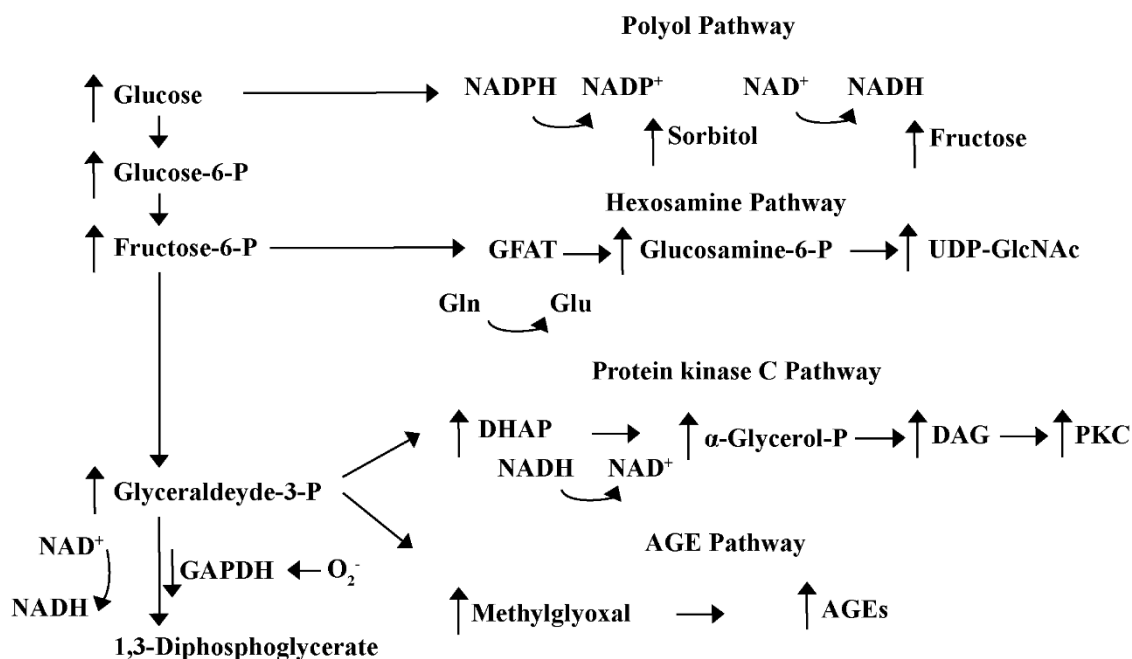 Polyol Pathway
Glucose
NADPH NADP⁺ NAD⁺ NADH
Sorbitol Fructose
Glucose-6-P
Hexosamine Pathway
Fructose-6-P GFAT Glucosamine-6-P UDP-GlcNAc
Gln Glu
Protein kinase C Pathway
DHAP α-Glycerol-P DAG PKC
NADH NAD⁺
Glyceraldeyde-3-P
NAD⁺
AGE Pathway
GAPDH O₂⁻
NADH
Methylglyoxal AGEs
1,3-Diphosphoglycerate